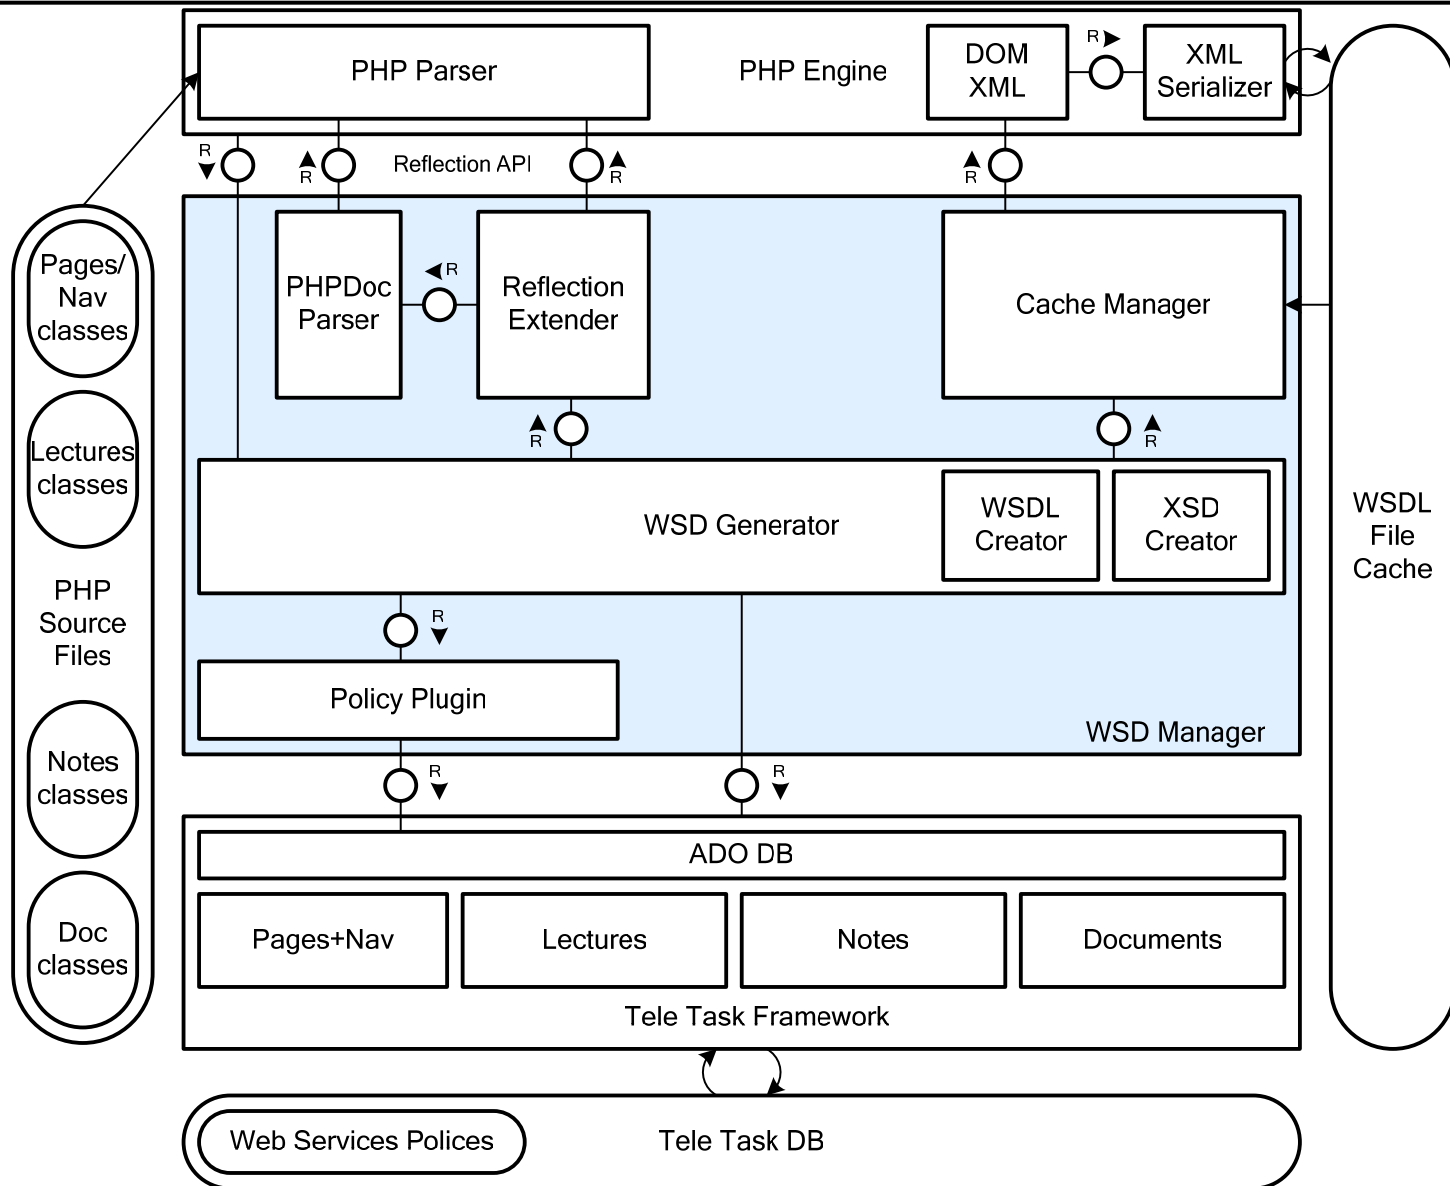 PHP Parser
PHP Engine
DOM
XML
R
XML
Serializer
R
R
Reflection API
R
R
Pages/
Nav
classes
PHPDoc
Parser
R
Reflection
Extender
Cache Manager
Lectures
classes
R
R
WSD Generator
WSDL
Creator
XSD
Creator
WSDL
File
Cache
PHP
Source
Files
R
Policy Plugin
WSD Manager
Notes
classes
R
R
ADO DB
Doc
classes
Pages+Nav
Lectures
Notes
Documents
Tele Task Framework
Web Services Polices
Tele Task DB